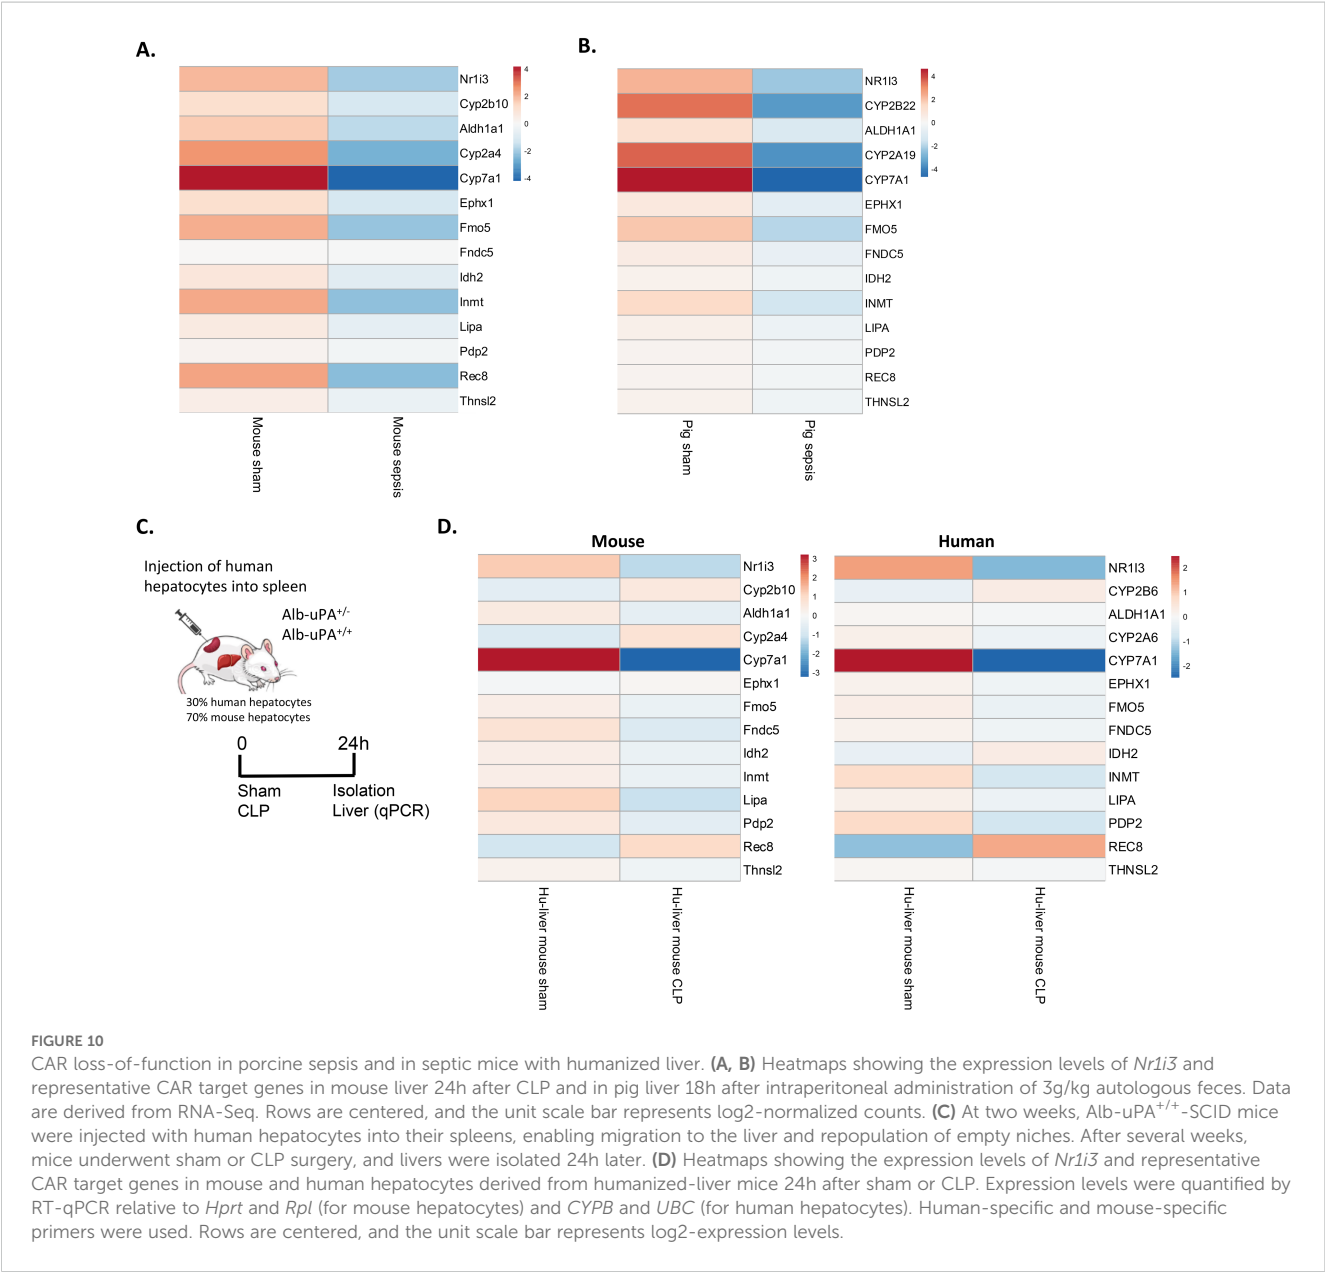 A.
Nr1i3
Cyp2b10
Aldh1a1
Cyp2a4
Cyp7a1
Ephx1
Fmo5
Fndc5
Idh2
Inmt
Lipa
Pdp2
Rec8
Thnsl2
4
2
0
-2
-4
Mouse sham
Mouse sepsis
B.
NR1I3
CYP2B22
ALDH1A1
CYP2A19
CYP7A1
EPHX1
FMO5
FNDC5
IDH2
INMT
LIPA
PDP2
REC8
THNSL2
4
2
0
-2
-4
Pig sham
Pig sepsis
C.
Injection of human
hepatocytes into spleen
Alb-uPA+/-
Alb-uPA+/+
30% human hepatocytes
70% mouse hepatocytes
0 24h
Sham Isolation
CLP Liver (qPCR)
D.
Mouse
Nr1i3
Cyp2b10
Aldh1a1
Cyp2a4
Cyp7a1
Ephx1
Fmo5
Fndc5
Idh2
Inmt
Lipa
Pdp2
Rec8
Thnsl2
3
2
1
0
-1
-2
-3
Hu-liver mouse sham
Hu-liver mouse CLP
Human
NR1I3
CYP2B6
ALDH1A1
CYP2A6
CYP7A1
EPHX1
FMO5
FNDC5
IDH2
INMT
LIPA
PDP2
REC8
THNSL2
2
1
0
-1
-2
Hu-liver mouse sham
Hu-liver mouse CLP
FIGURE 10
CAR loss-of-function in porcine sepsis and in septic mice with humanized liver. (A, B) Heatmaps showing the expression levels of Nr1i3 and
representative CAR target genes in mouse liver 24h after CLP and in pig liver 18h after intraperitoneal administration of 3g/kg autologous feces. Data
are derived from RNA-Seq. Rows are centered, and the unit scale bar represents log2-normalized counts. (C) At two weeks, Alb-uPA+/+-SCID mice
were injected with human hepatocytes into their spleens, enabling migration to the liver and repopulation of empty niches. After several weeks,
mice underwent sham or CLP surgery, and livers were isolated 24h later. (D) Heatmaps showing the expression levels of Nr1i3 and representative
CAR target genes in mouse and human hepatocytes derived from humanized-liver mice 24h after sham or CLP. Expression levels were quantified by
RT-qPCR relative to Hprt and Rpl (for mouse hepatocytes) and CYPB and UBC (for human hepatocytes). Human-specific and mouse-specific
primers were used. Rows are centered, and the unit scale bar represents log2-expression levels.